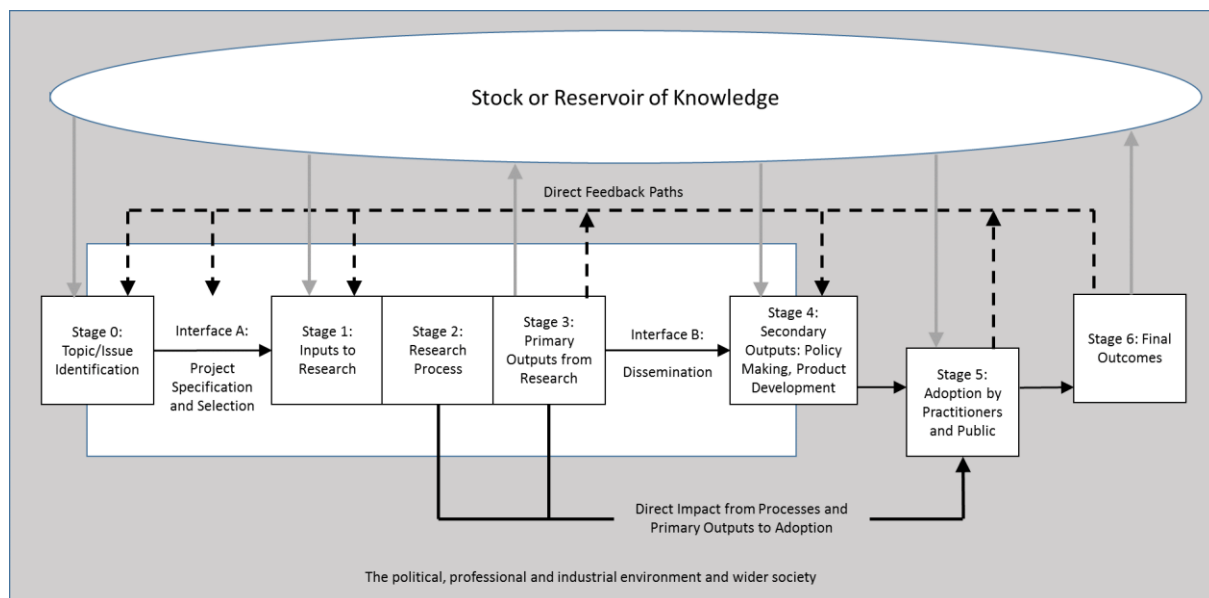 Stock or Reservoir of Knowledge
Direct Feedback Paths
Stage 0:
Topic/Issue
Identification
Interface A:
Project
Specification
and Selection
Stage 1:
Inputs to
Research
Stage 2:
Research
Process
Stage 3:
Primary
Outputs from
Research
Interface B:
Dissemination
Stage 4:
Secondary
Outputs: Policy
Making, Product
Development
Stage 5:
Adoption by
Practitioners
and Public
Stage 6: Final
Outcomes
Direct Impact from Processes and
Primary Outputs to Adoption
The political, professional and industrial environment and wider society